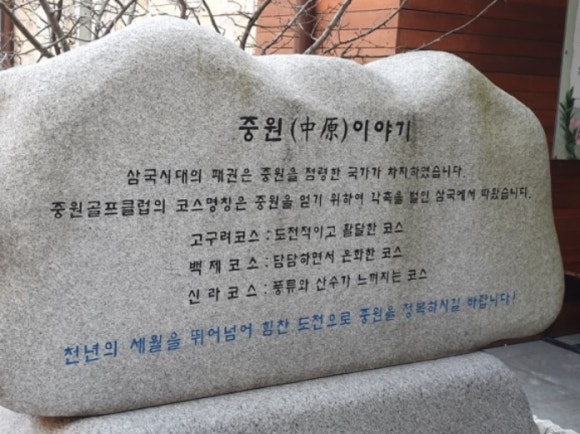 중원(中原)이야기
삼국시대의 패권은 중원을 점령한 국가가 차지하였습니다.
중원골프클럽의 코스명칭은 중원을 얻기 위하여 각축을 벌인 삼국에서 따왔습니다.
고구려코스 : 도전적이고 활달한 코스
백제코스 : 담담하면서 온화한 코스
신라코스 : 풍류와 산수가 느껴지는 코스
천년의 세월을 뛰어넘어 힘찬 도전으로 중원을 정복하시길 바랍니다!